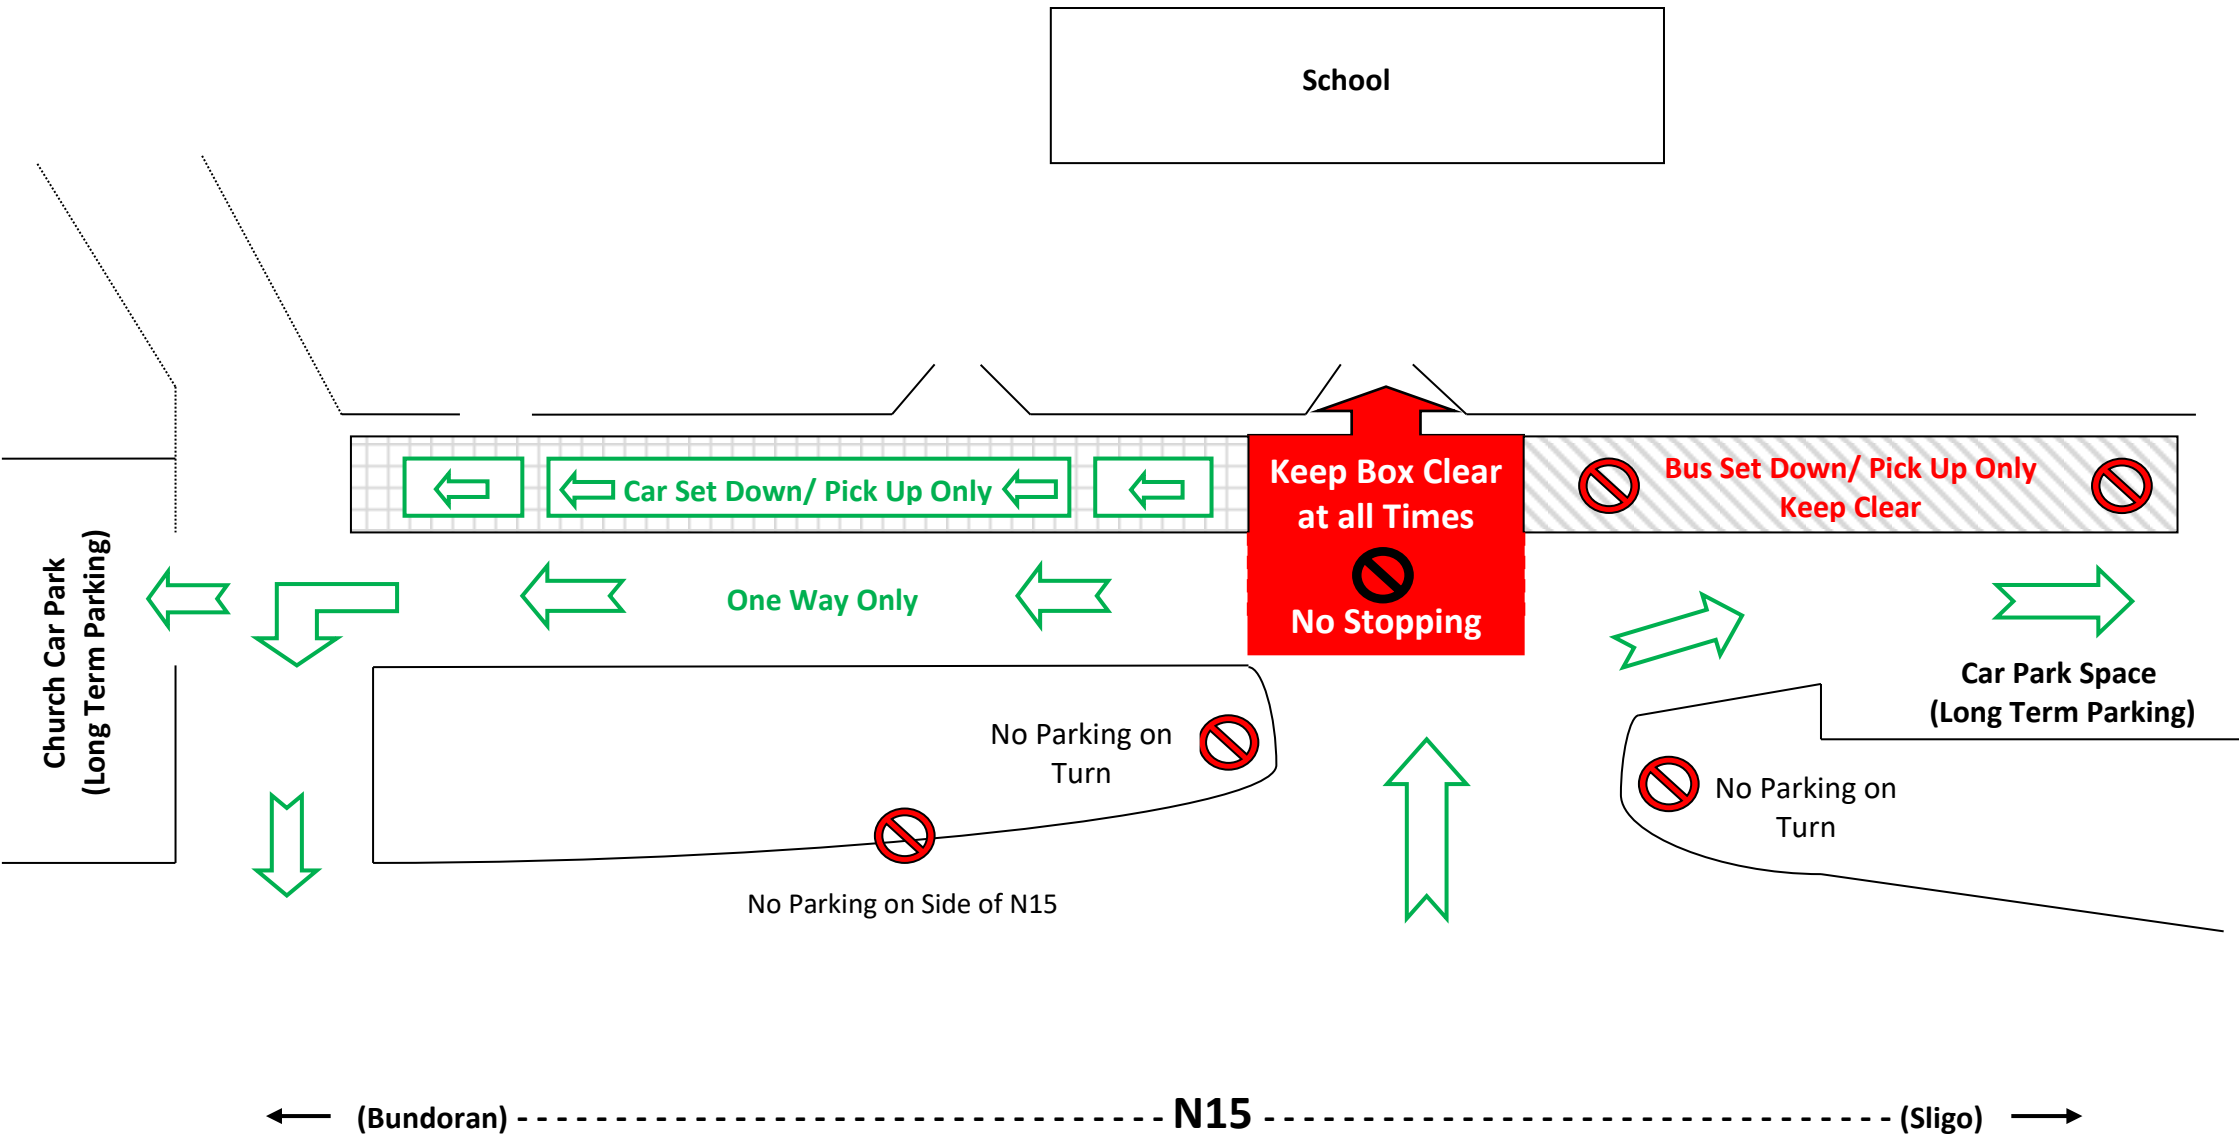 School
Keep Box Clear
at all Times
No Stopping
Bus Set Down/ Pick Up Only
Keep Clear
Car Set Down/ Pick Up Only
One Way Only
Church Car Park
(Long Term Parking)
Car Park Space
(Long Term Parking)
No Parking on
Turn
No Parking on
Turn
No Parking on Side of N15
(Bundoran) - - - - - - - - - - - - - - - - - - - - - - - - - - - - - - - - - - - - - N15 - - - - - - - - - - - - - - - - - - - - - - - - - - - - - - - - - - - (Sligo)